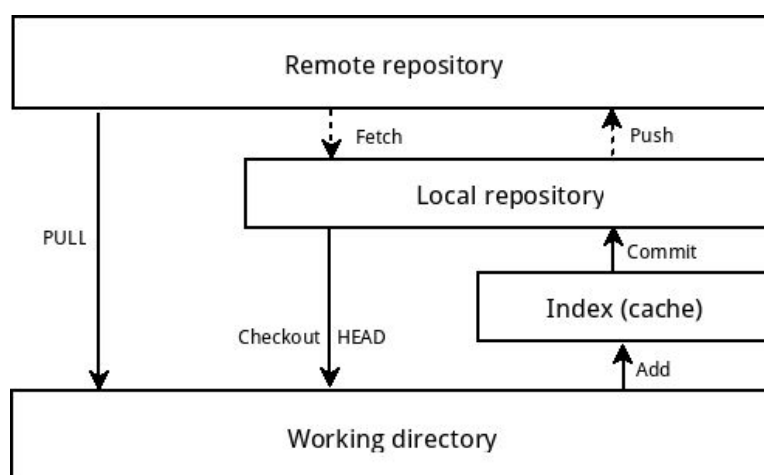 Remote repository
Fetch
Push
Local repository
PULL
Commit
Index (cache)
Checkout HEAD
Add
Working directory